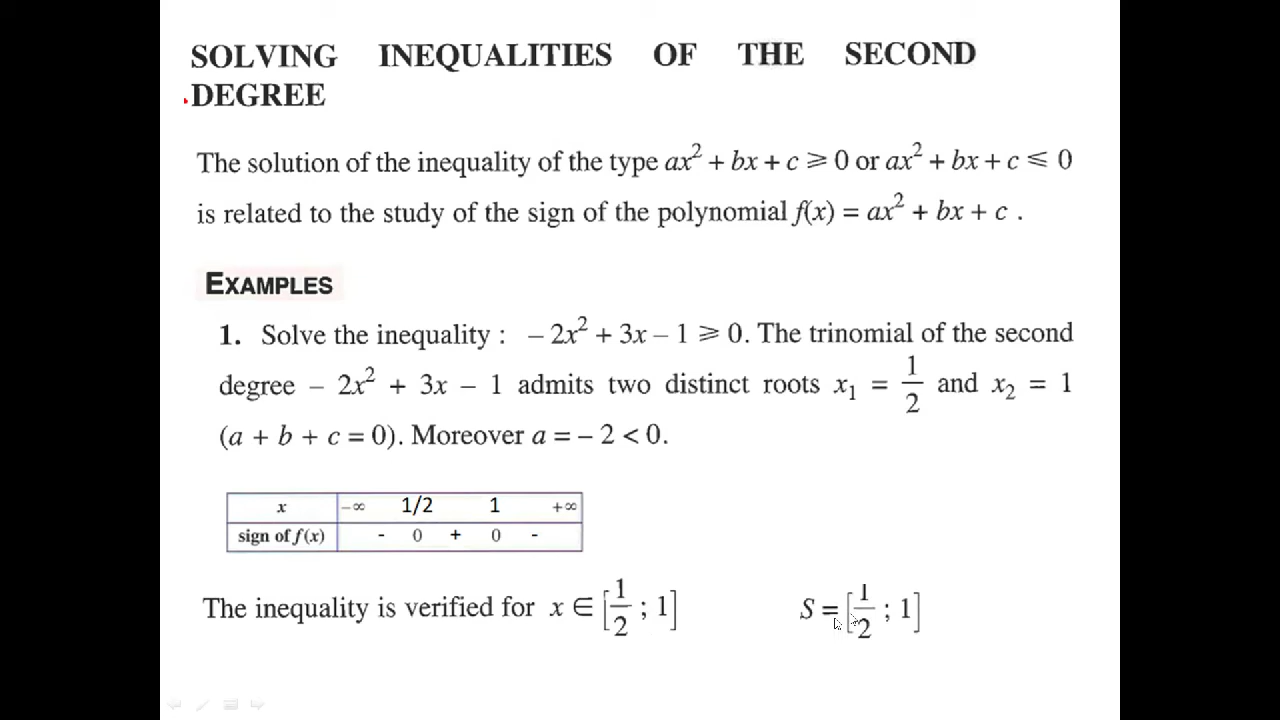 SOLVING INEQUALITIES OF THE SECOND
DEGREE
The solution of the inequality of the type ax² + bx + c ⩾ 0 or ax² + bx + c ⩽ 0
is related to the study of the sign of the polynomial f(x) = ax² + bx + c .
EXAMPLES
1. Solve the inequality : – 2x² + 3x – 1 ⩾ 0. The trinomial of the second
degree – 2x² + 3x – 1 admits two distinct roots x₁ = 1/2 and x₂ = 1
(a + b + c = 0). Moreover a = – 2 < 0.
x –∞ 1/2 1 +∞
sign of f(x) - 0 + 0 -
The inequality is verified for x ∈ [1/2 ; 1] S = [1/2 ; 1]